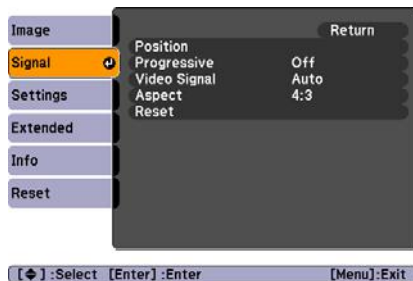 Image
Signal
Settings
Extended
Info
Reset
Return
Position
Progressive Off
Video Signal Auto
Aspect 4:3
Reset
[◆] :Select [Enter] :Enter [Menu]:Exit